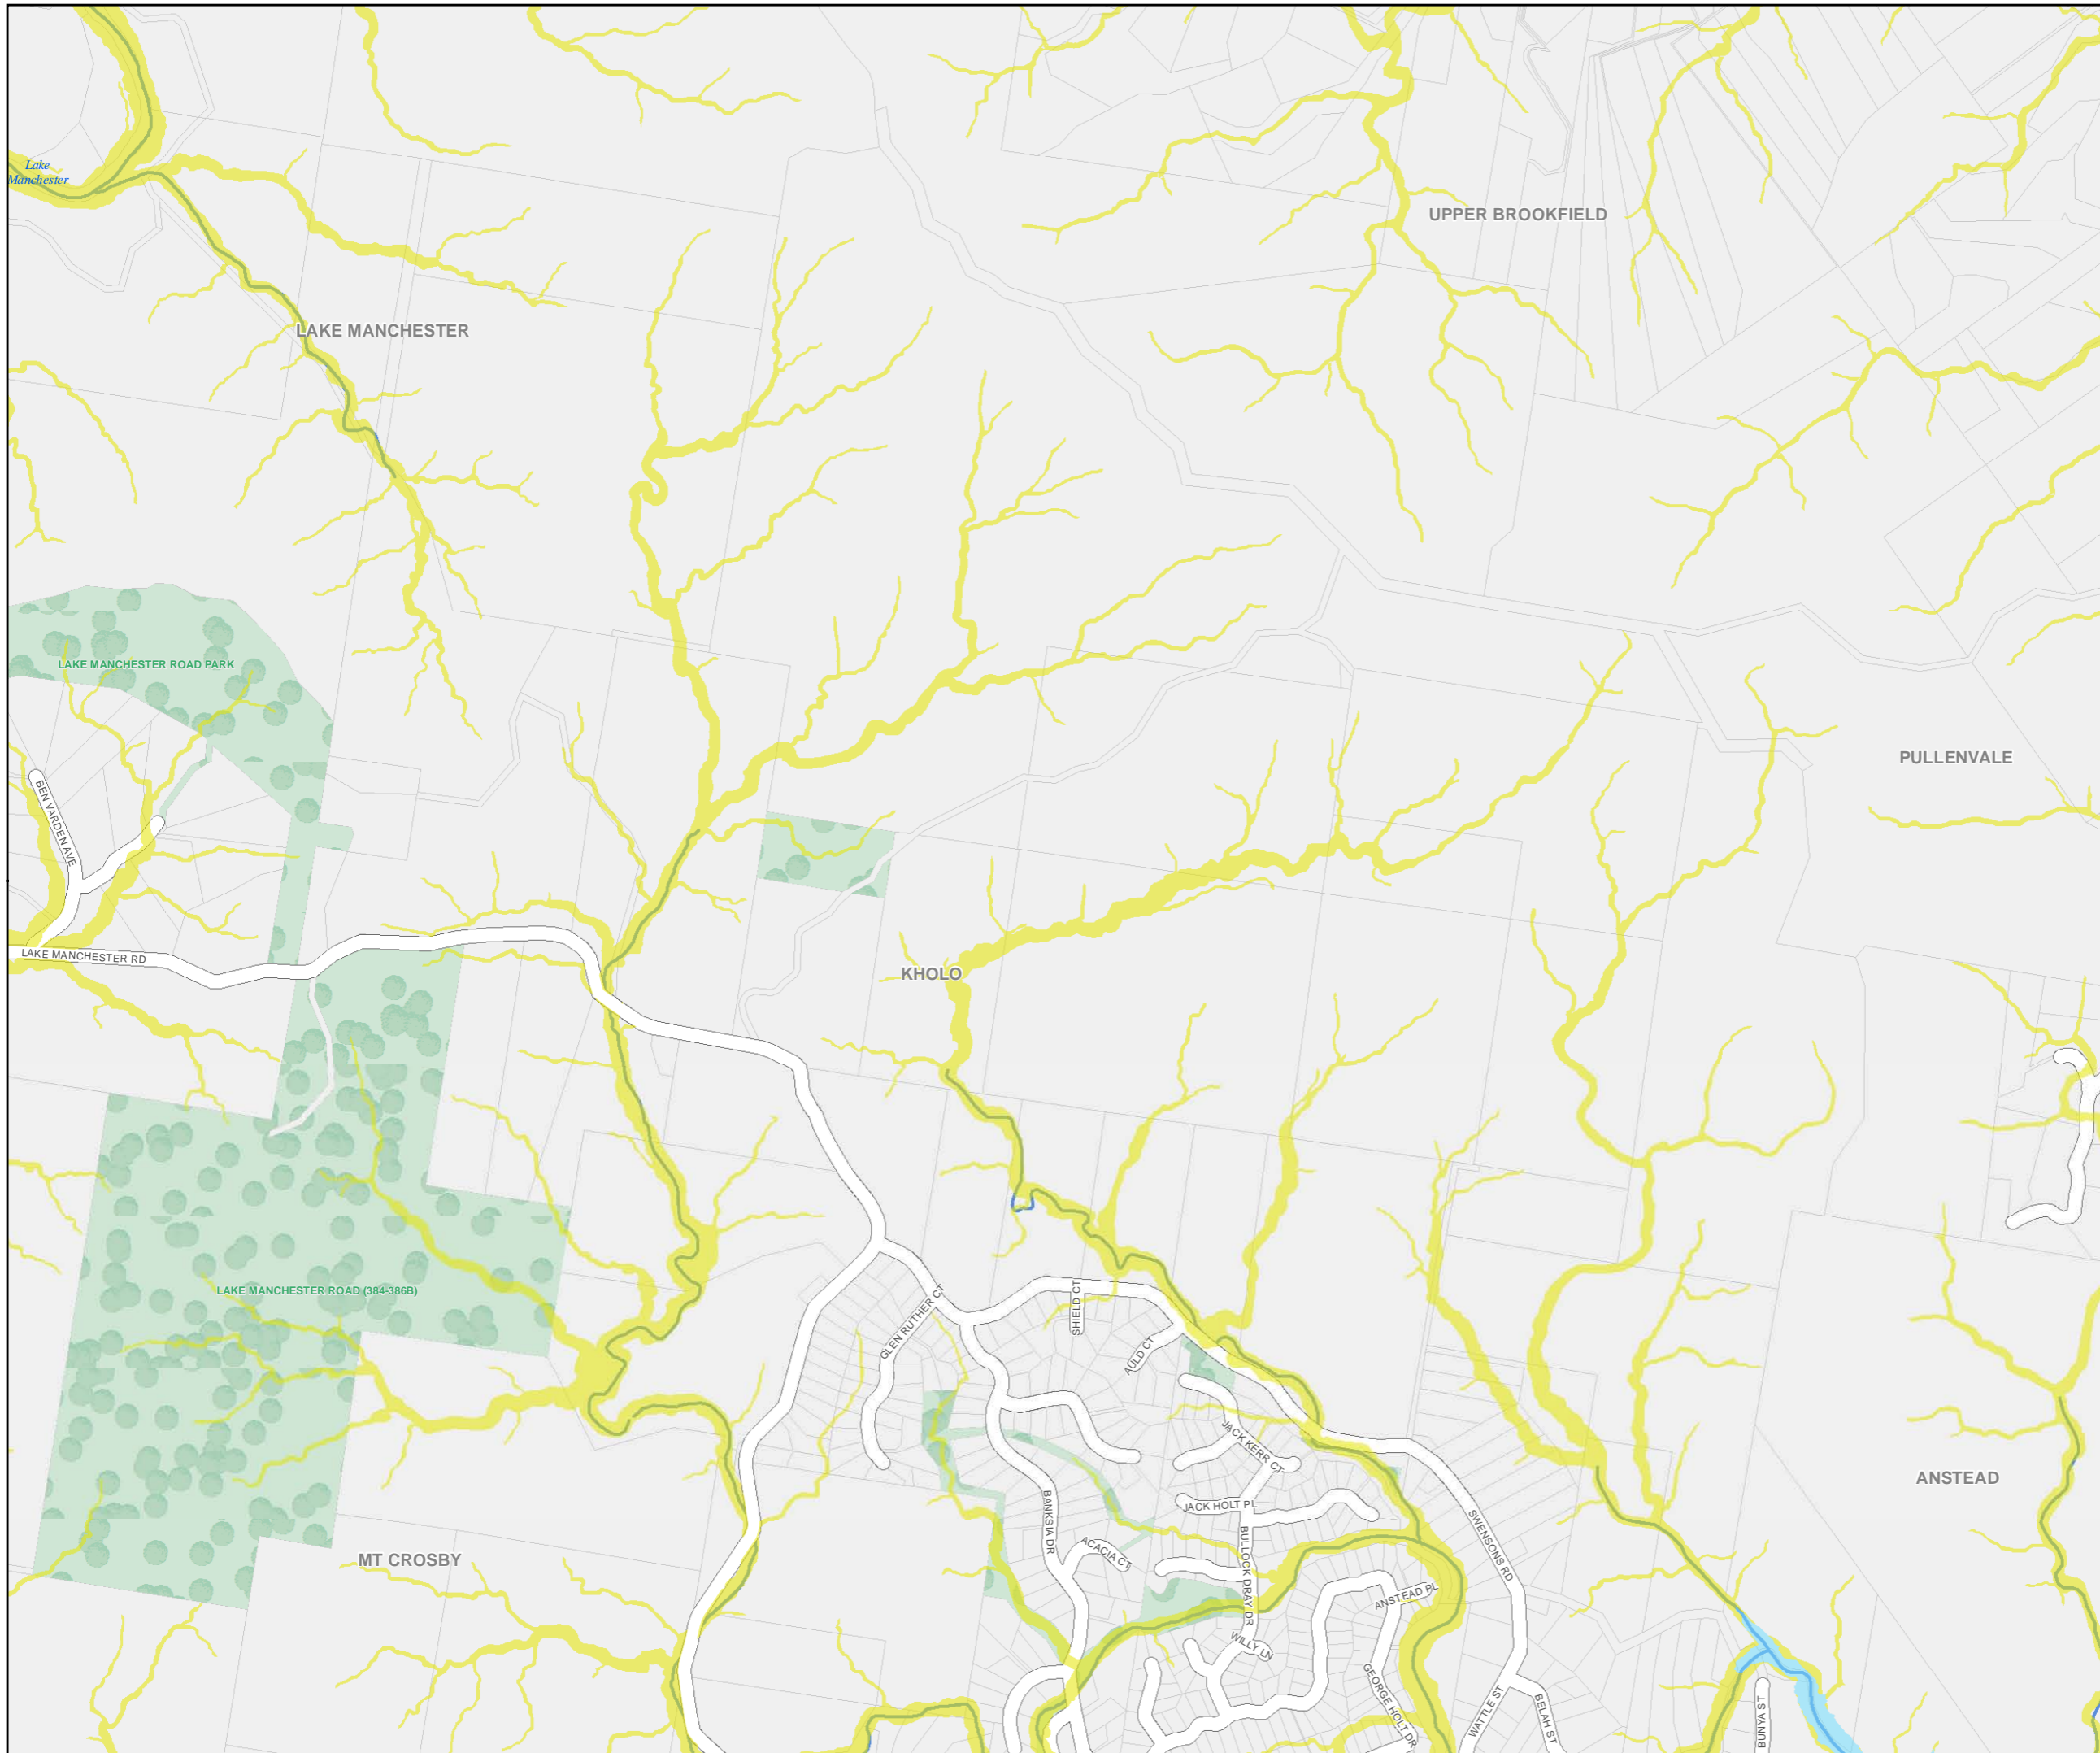 Lake
Manchester
UPPER BROOKFIELD
LAKE MANCHESTER
LAKE MANCHESTER ROAD PARK
PULLENVALE
BEN VARDEN AVE
LAKE MANCHESTER RD
KHOLO
LAKE MANCHESTER ROAD (384-386B)
GLEN RUTHER CT
SHIELD CT
AULD CT
JACK KERR CT
ANSTEAD
JACK HOLT PL
BANKSIA DR
SWENSONS RD
MT CROSBY
ACACIA CT
BULLOCK DRAY DR
ANSTEAD PL
WILLY LN
GEORGE HOLT DR
WATTLE ST
BELAH ST
BUNYA ST